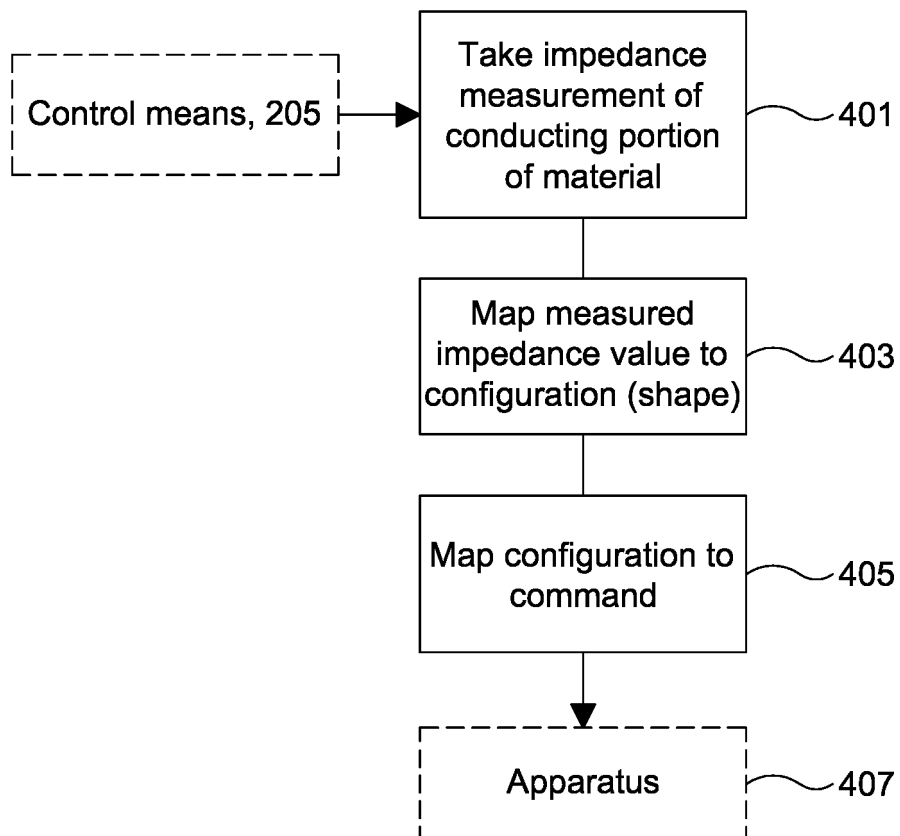 Control means, 205
Take impedance
measurement of
conducting portion
of material
401
Map measured
impedance value to
configuration (shape)
403
Map configuration to
command
405
Apparatus
407